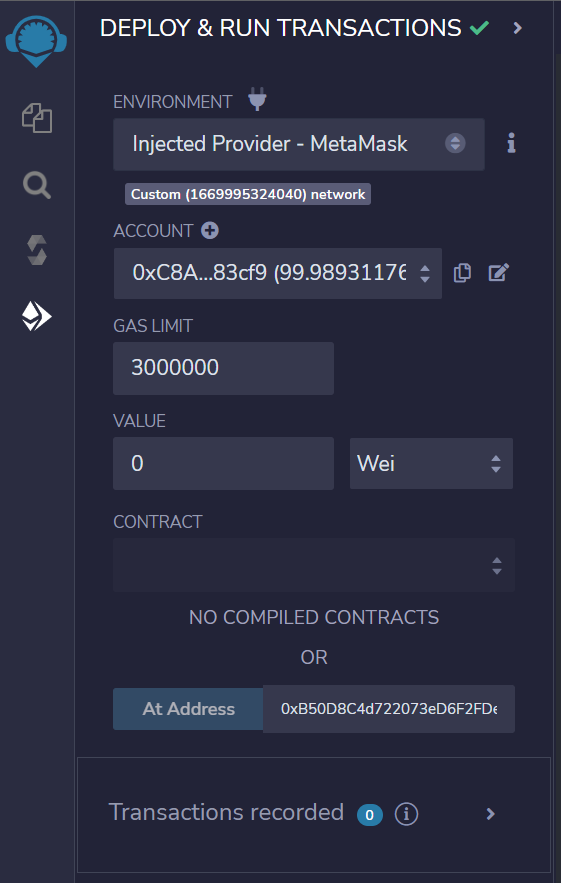 DEPLOY & RUN TRANSACTIONS
ENVIRONMENT
Injected Provider - MetaMask
Custom (1669995324040) network
ACCOUNT
0xC8A...83cf9 (99.98931176
GAS LIMIT
3000000
VALUE
0 Wei
CONTRACT
NO COMPILED CONTRACTS
OR
At Address 0xB50D8C4d722073eD6F2FDe
Transactions recorded 0